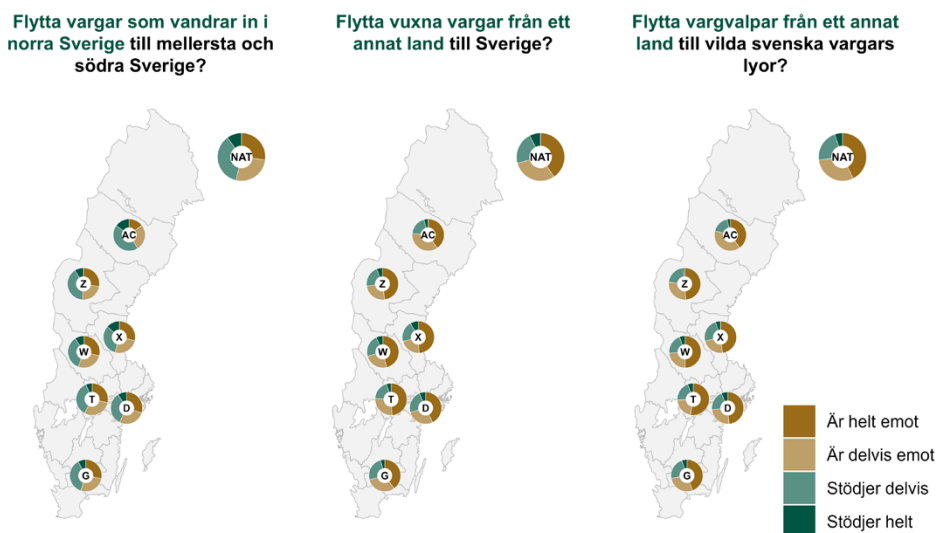 Flytta vargar som vandrar in i
norra Sverige till mellersta och
södra Sverige?
Flytta vuxna vargar från ett
annat land till Sverige?
Flytta vargvalpar från ett annat
land till vilda svenska vargars
lyor?
NAT
AC
Z
X
W
T
D
G
NAT
AC
Z
X
W
T
D
G
NAT
AC
Z
X
W
T
D
G
Är helt emot
Är delvis emot
Stödjer delvis
Stödjer helt